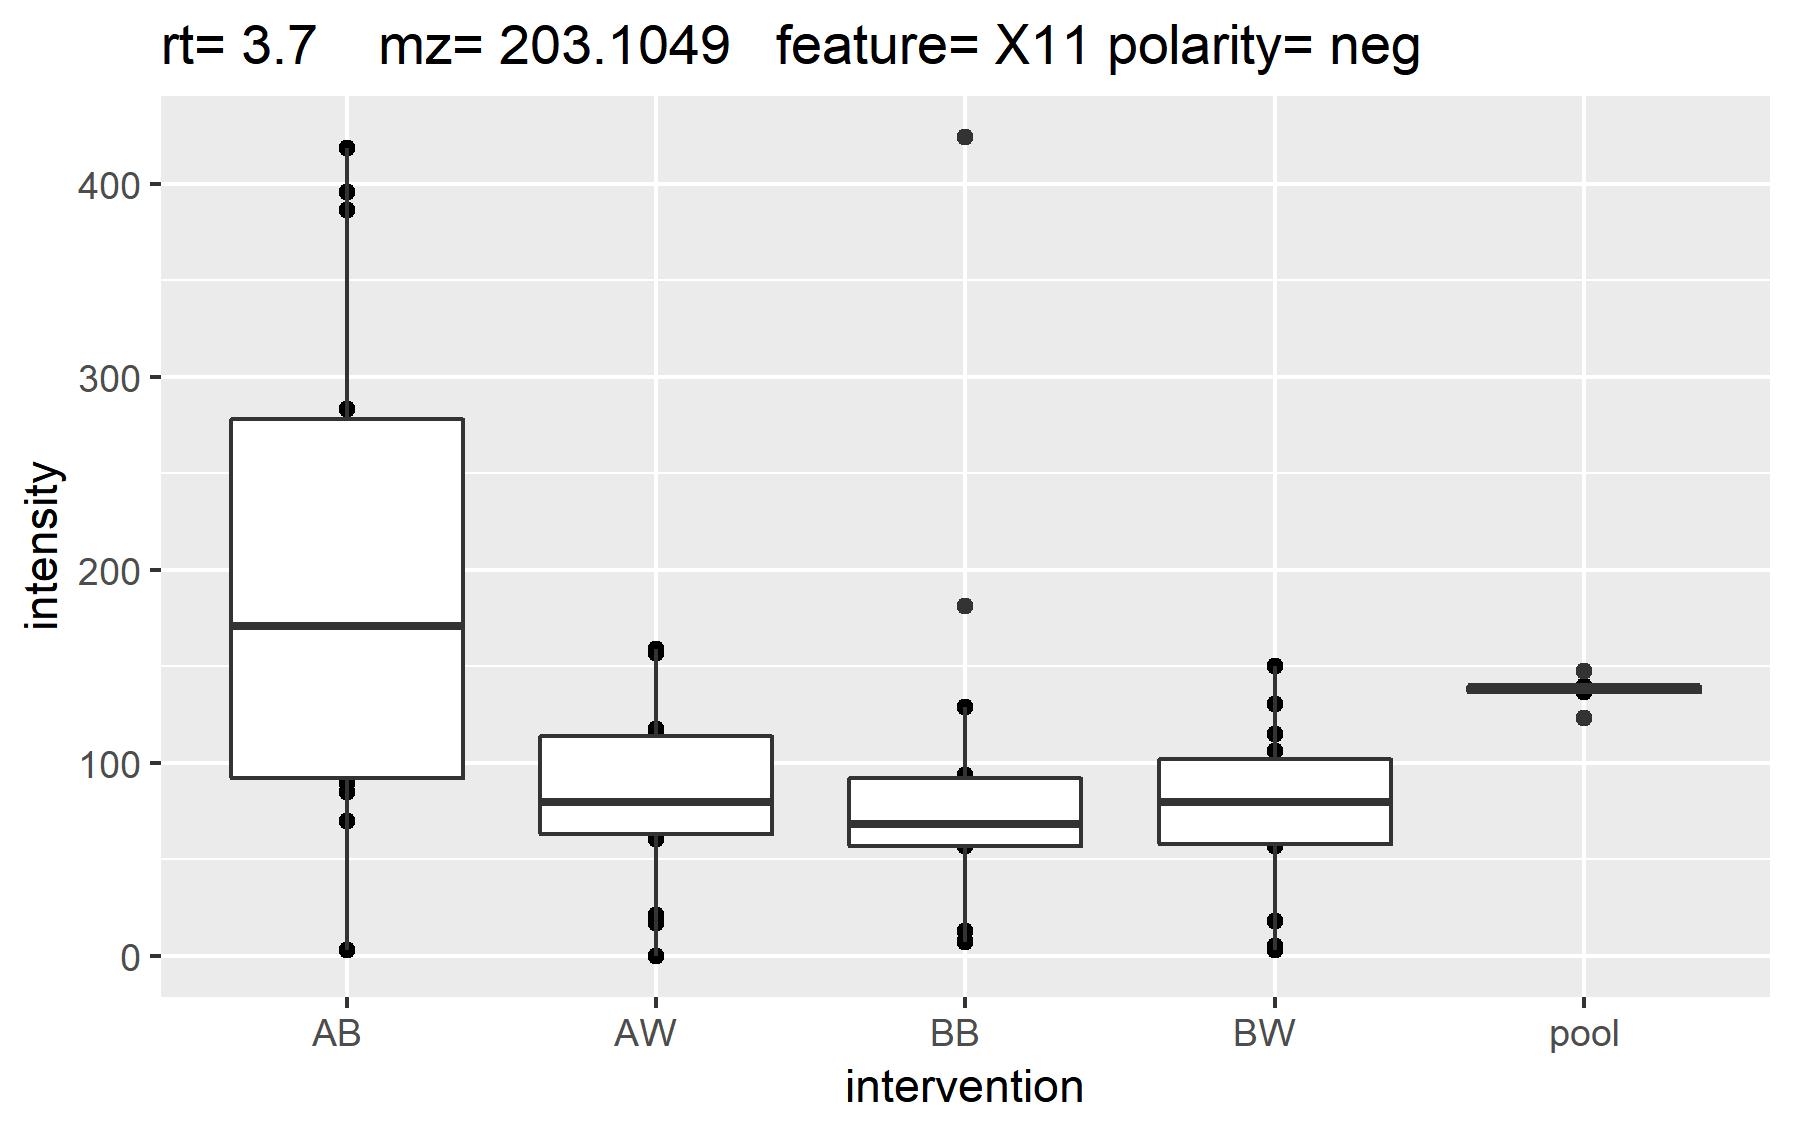 rt= 3.7    mz= 203.1049   feature= X11 polarity= neg
400
300
200
100
0
intensity
AB AW BB BW pool
intervention